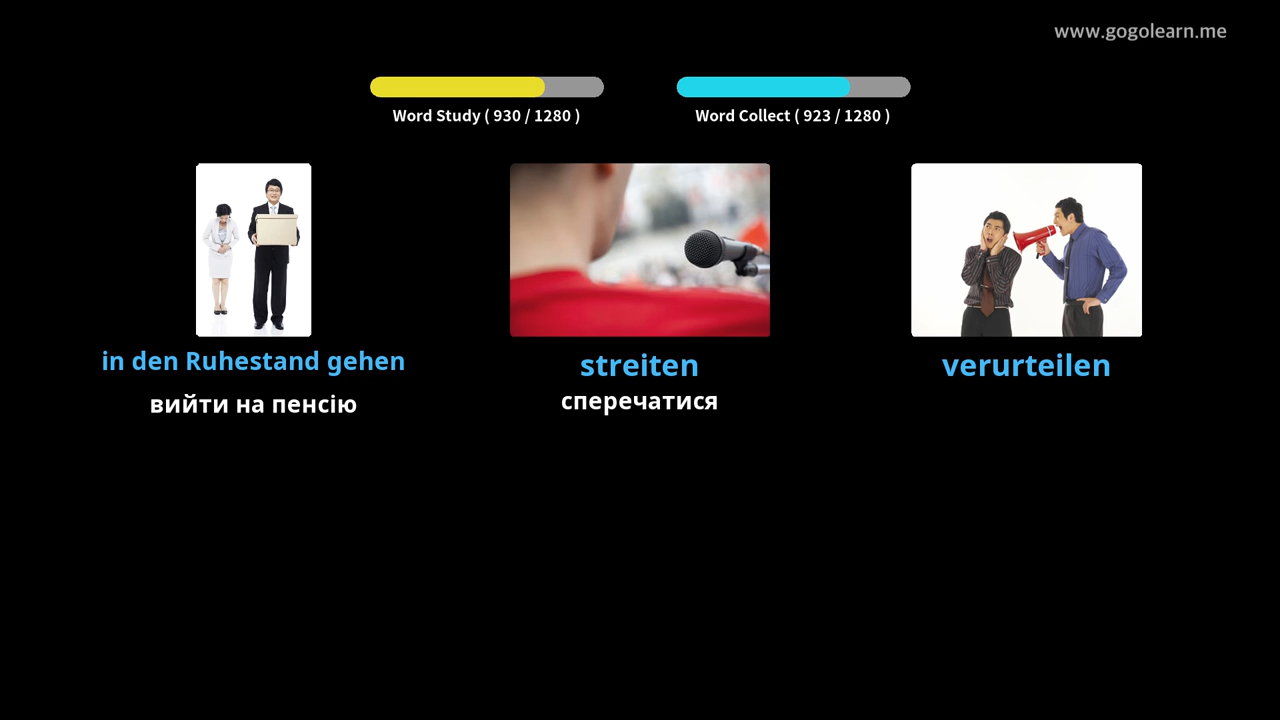 www.gogolearn.me
Word Study ( 930 / 1280 )
Word Collect ( 923 / 1280 )
in den Ruhestand gehen
вийти на пенсію
streiten
сперечатися
verurteilen